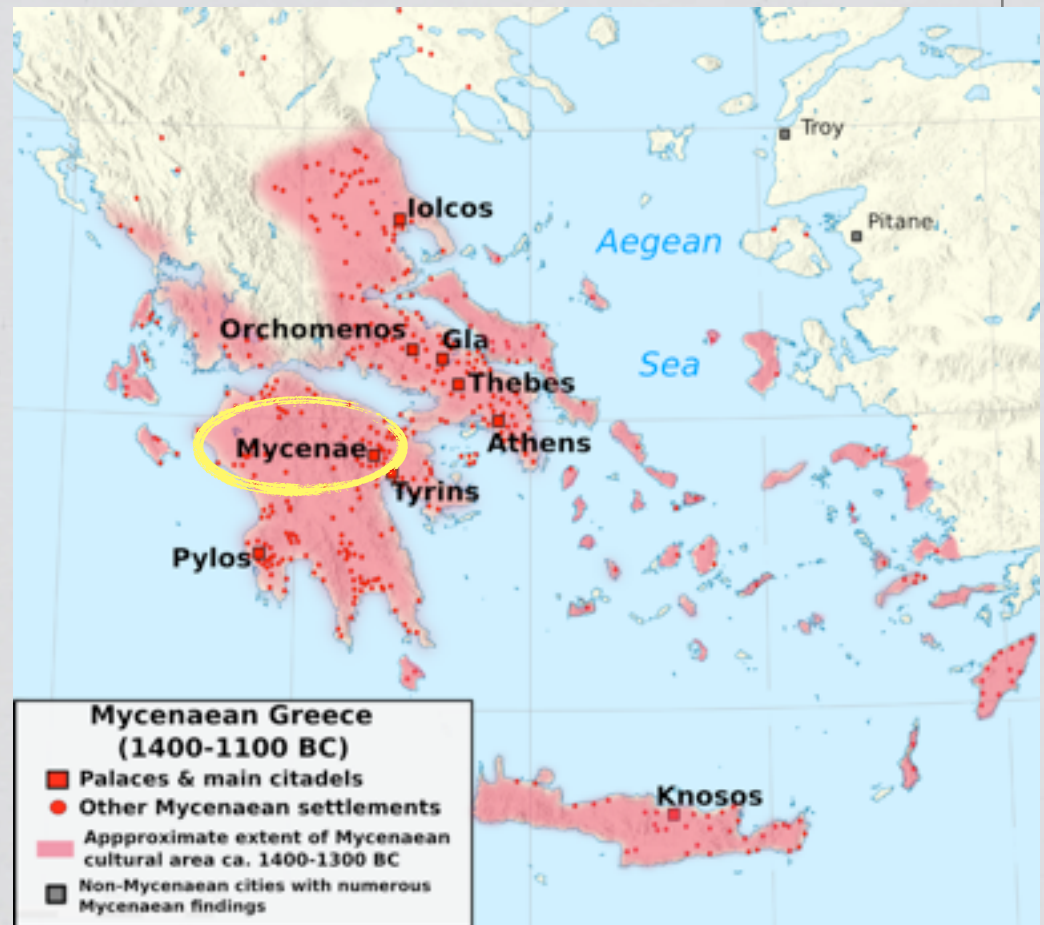 Troy
Iolcos
Pitane
Aegean
Orchomenos
Gla
Sea
Thebes
Athens
Mycenae
Tyrins
Pylos
Knosos
Mycenaean Greece
(1400-1100 BC)
Palaces & main citadels
Other Mycenaean settlements
Appproximate extent of Mycenaean
cultural area ca. 1400-1300 BC
Non-Mycenaean cities with numerous
Mycenaean findings